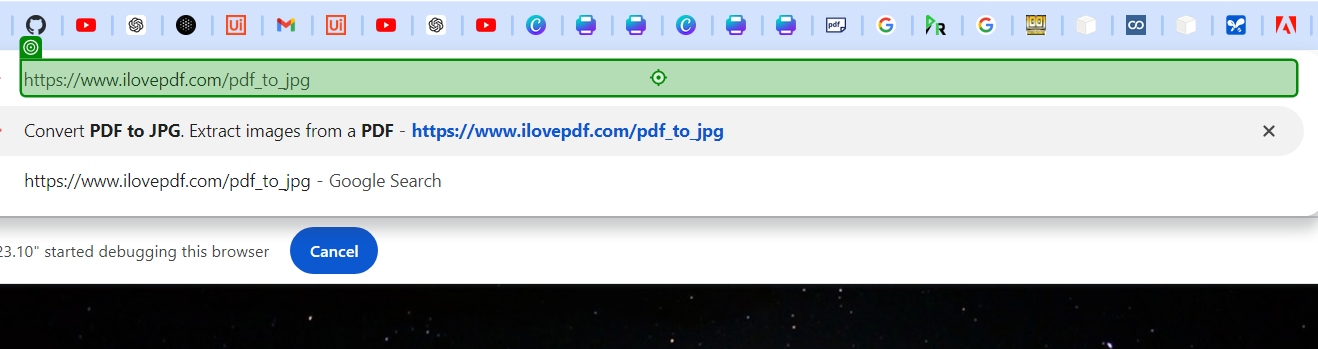 Ui
Ui
pdf
https://www.ilovepdf.com/pdf_to_jpg
Convert PDF to JPG. Extract images from a PDF - https://www.ilovepdf.com/pdf_to_jpg
https://www.ilovepdf.com/pdf_to_jpg - Google Search
23.10" started debugging this browser
Cancel